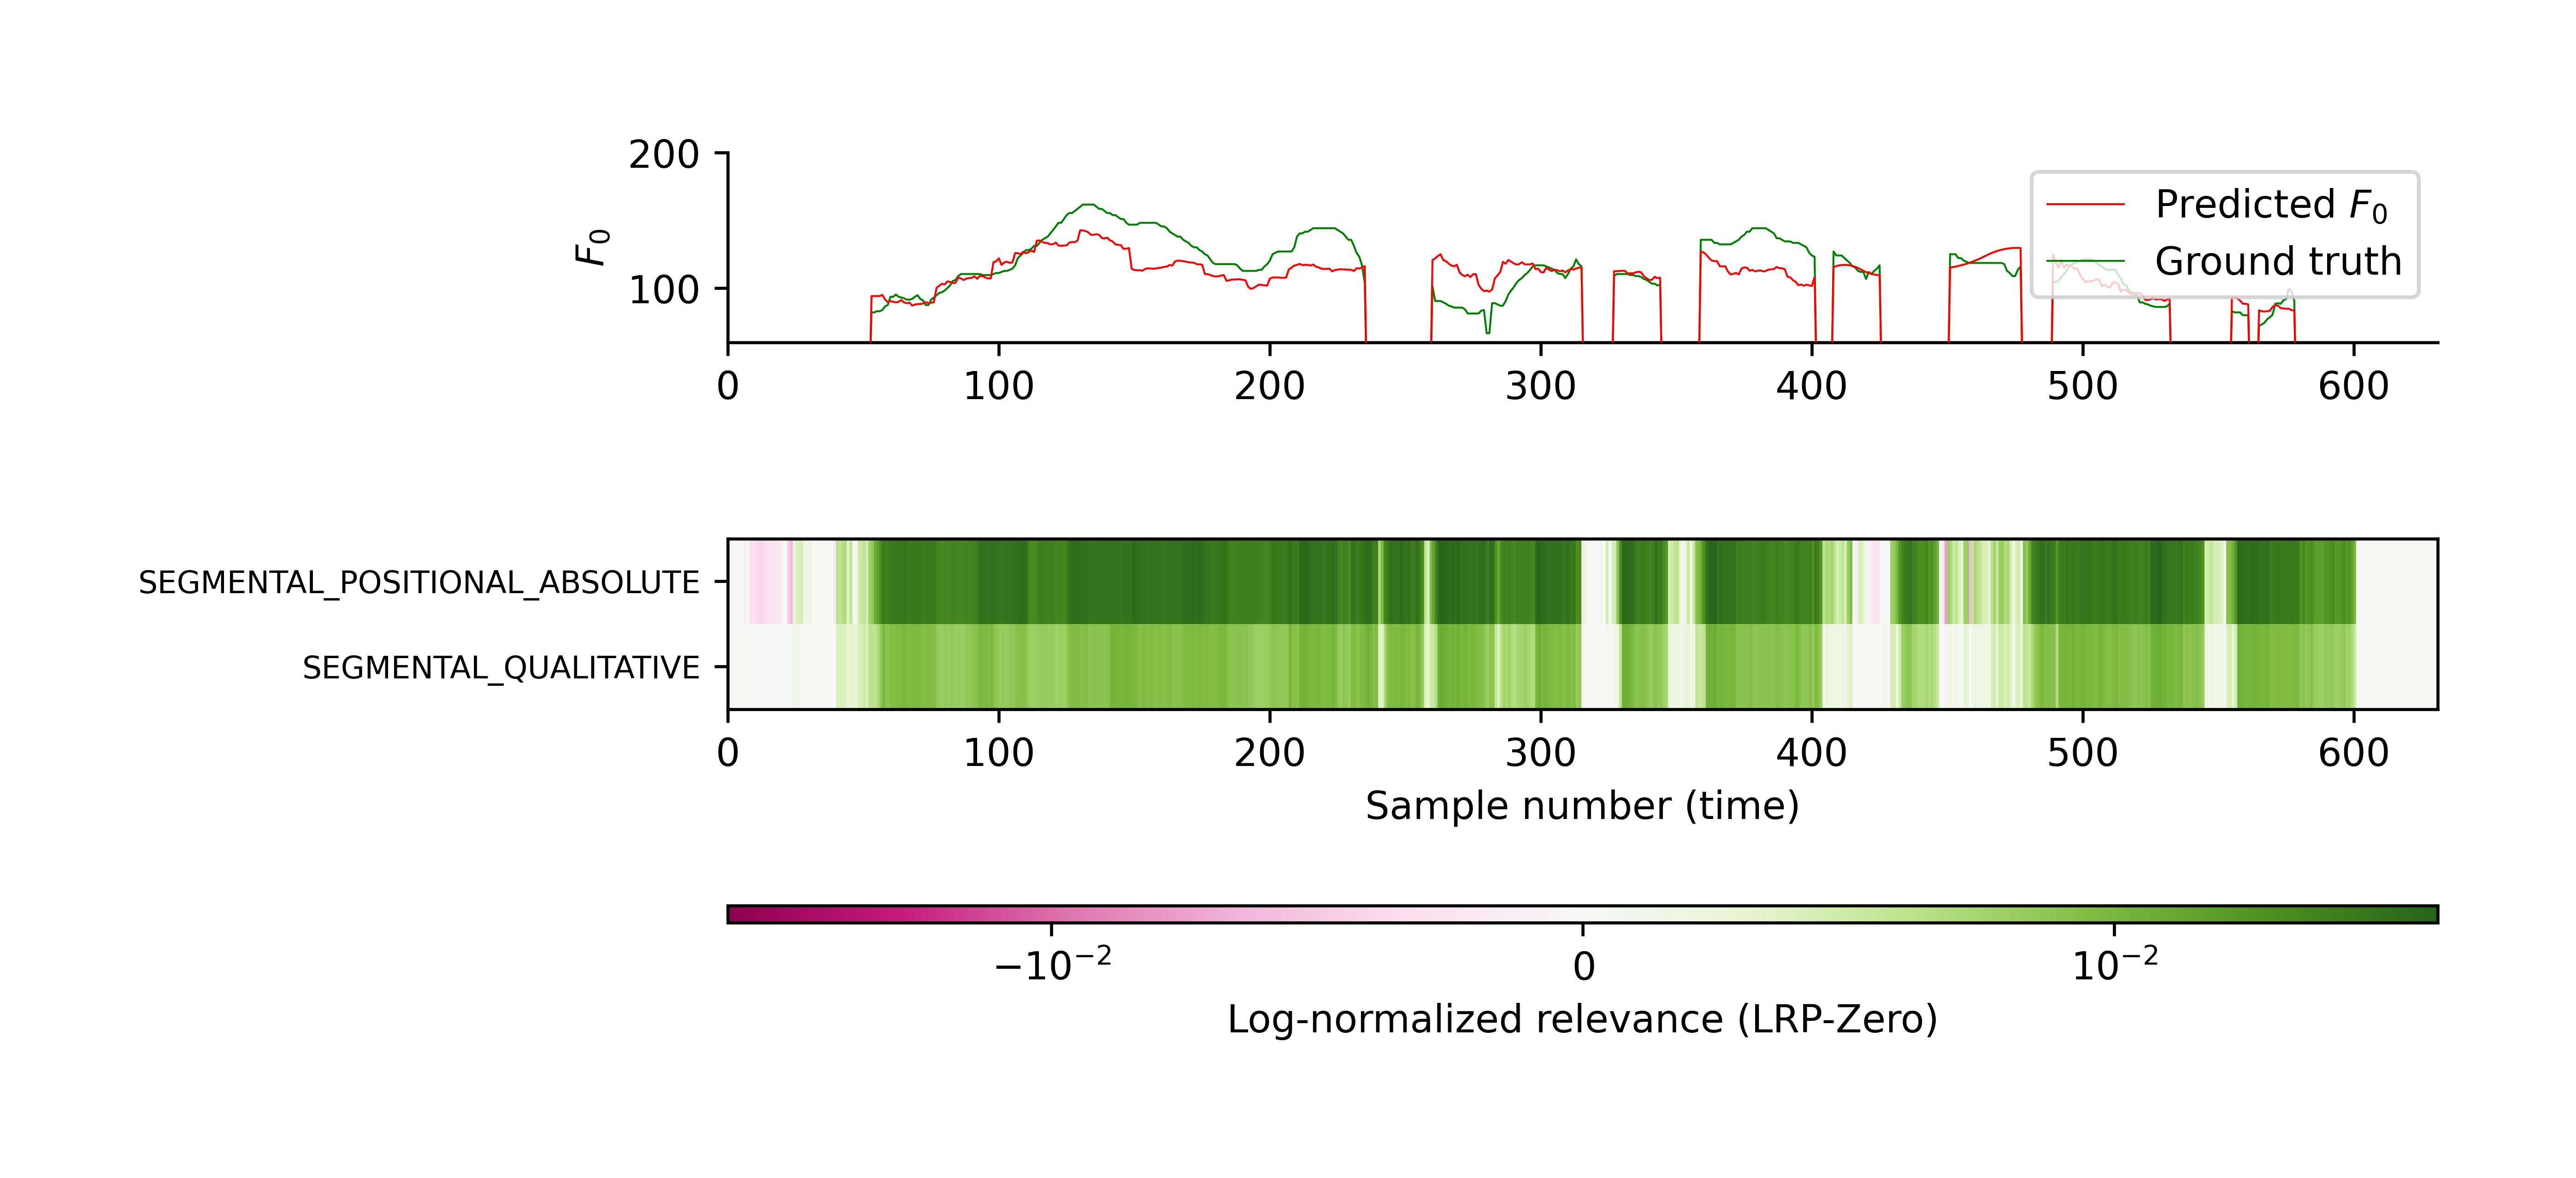 200
100
F₀
Predicted F₀
Ground truth
0 100 200 300 400 500 600
SEGMENTAL_POSITIONAL_ABSOLUTE
SEGMENTAL_QUALITATIVE
0 100 200 300 400 500 600
Sample number (time)
−10⁻² 0 10⁻²
Log-normalized relevance (LRP-Zero)